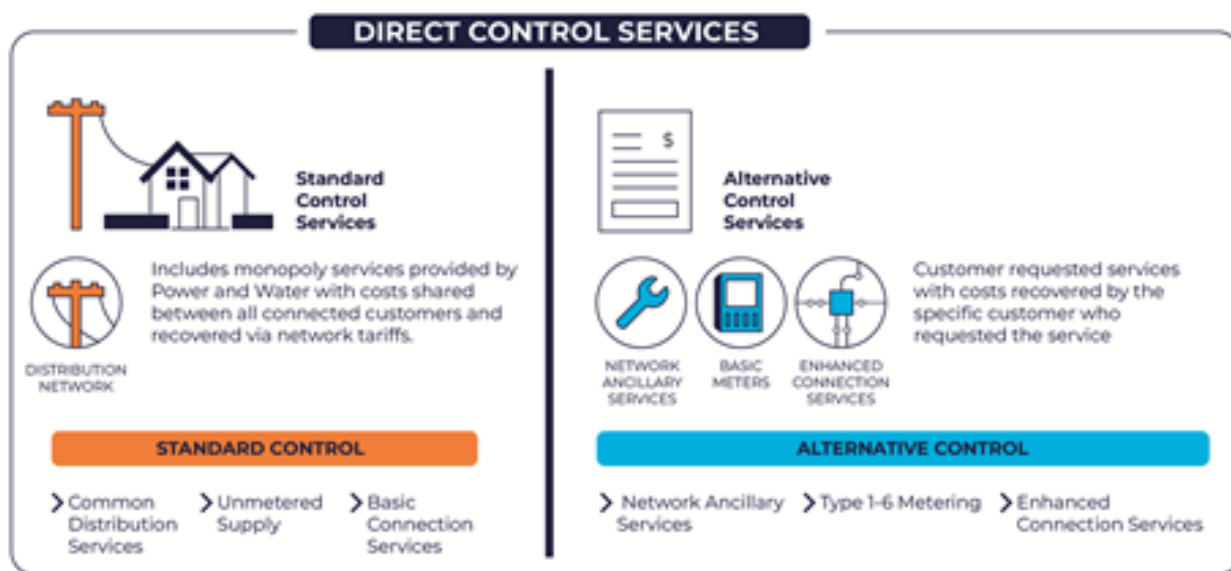 DIRECT CONTROL SERVICES
Standard
Control
Services
Includes monopoly services provided by
Power and Water with costs shared
between all connected customers and
recovered via network tariffs.
DISTRIBUTION
NETWORK
STANDARD CONTROL
Common
Distribution
Services
Unmetered
Supply
Basic
Connection
Services
$
Alternative
Control
Services
NETWORK
ANCILLARY
SERVICES
BASIC
METERS
ENHANCED
CONNECTION
SERVICES
Customer requested services
with costs recovered by the
specific customer who
requested the service
ALTERNATIVE CONTROL
Network Ancillary
Services
Type 1-6 Metering
Enhanced
Connection Services